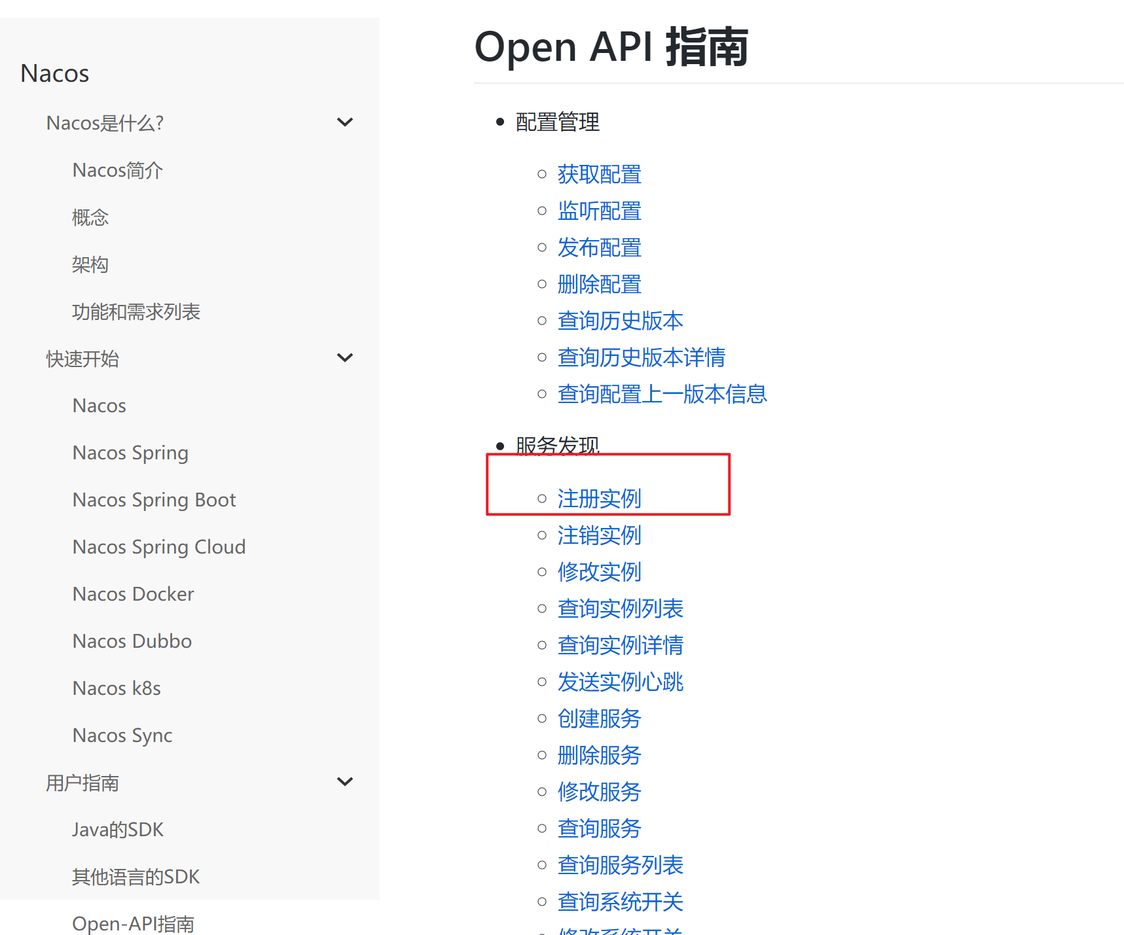 Nacos
Nacos是什么?
Nacos简介
概念
架构
功能和需求列表
快速开始
Nacos
Nacos Spring
Nacos Spring Boot
Nacos Spring Cloud
Nacos Docker
Nacos Dubbo
Nacos k8s
Nacos Sync
用户指南
Java的SDK
其他语言的SDK
Open-API指南
Open API 指南
配置管理
获取配置
监听配置
发布配置
删除配置
查询历史版本
查询历史版本详情
查询配置上一版本信息
服务发现
注册实例
注销实例
修改实例
查询实例列表
查询实例详情
发送实例心跳
创建服务
删除服务
修改服务
查询服务
查询服务列表
查询系统开关
修改系统开关